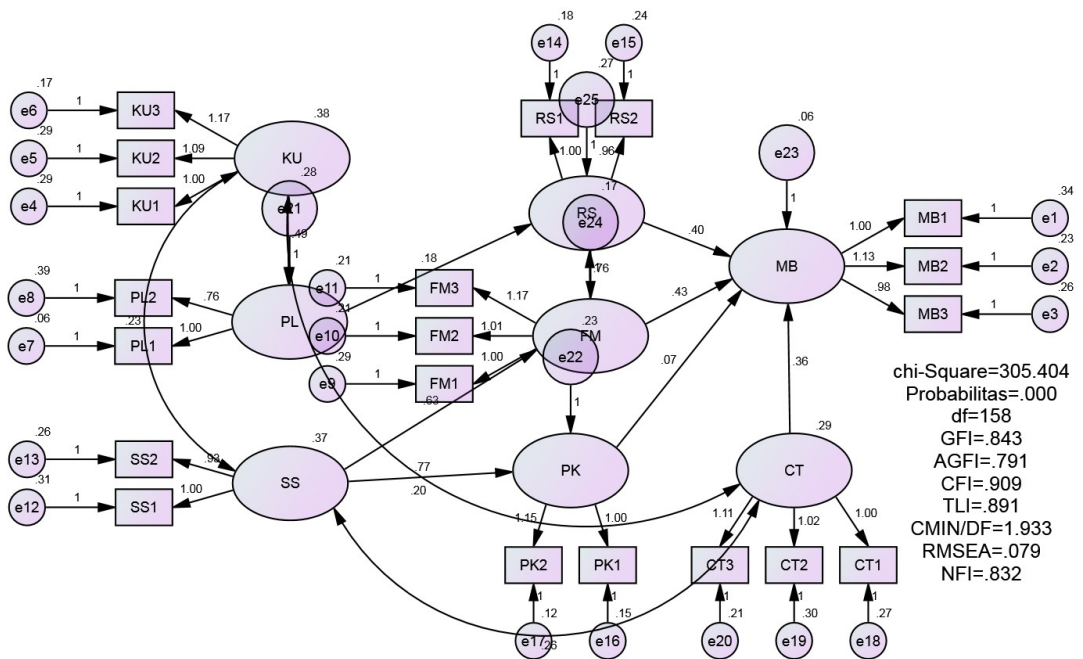 .18
.24
e14
e15
.27
e25
1
1
.17
e6
1
KU3
1.17
.38
RS1
RS2
.06
e23
.29
e5
1
KU2
1.09
KU
1.00
1
.96
.29
e4
1
KU1
1.00
.28
e21
.17
RS
e24
1
.34
MB1
1
e1
1.00
.40
.49
1
.23
MB
1.13
MB2
1
e2
.39
e8
1
PL2
.76
.18
.21
e11
1
FM3
1.17
.76
.98
.26
MB3
1
e3
.43
.06
e7
1
PL1
1.00
PL
.21
e10
1
FM2
1.01
.23
FM
.23
.29
e9
1
FM1
1.00
e22
.07
.36
.63
1
chi-Square=305.404
Probabilitas=.000
df=158
GFI=.843
AGFI=.791
CFI=.909
TLI=.891
CMIN/DF=1.933
RMSEA=.079
NFI=.832
.26
e13
1
SS2
.93
.37
SS
.77
.20
PK
.29
CT
.31
e12
1
SS1
1.00
1.15
1.00
1.11
1.02
1.00
PK2
PK1
CT3
CT2
CT1
1
1
1
1
1
.12
.15
.21
.30
.27
e17
.26
e16
e20
e19
e18